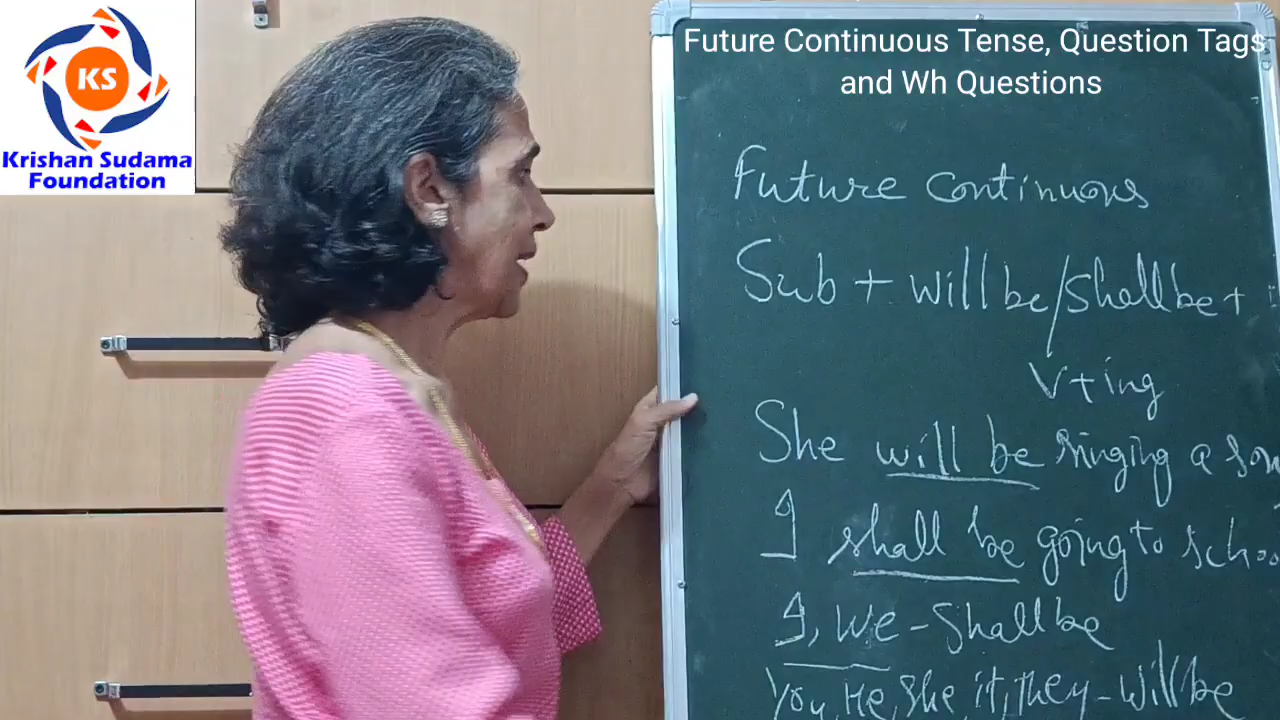 KS
Krishan Sudama
Foundation
Future Continuous Tense, Question Tags
and Wh Questions
Future Continuous
Sub + will be/shall be +
V+ing
She will be singing a son
I shall be going to schoo
I, We - Shall be
You, He, She, it, they - will be